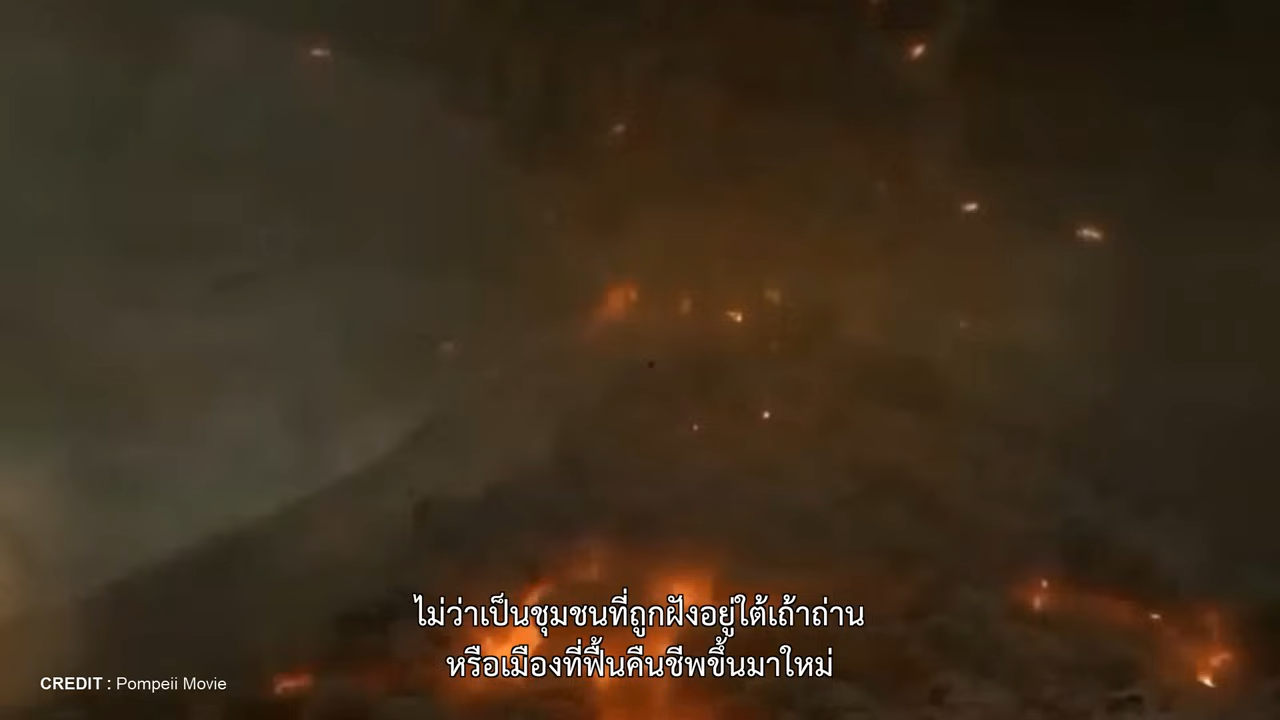 ไม่ว่าเป็นชุมชนที่ถูกฝังอยู่ใต้เถ้าถ่าน
หรือเมืองที่ฟื้นคืนชีพขึ้นมาใหม่
CREDIT : Pompeii Movie